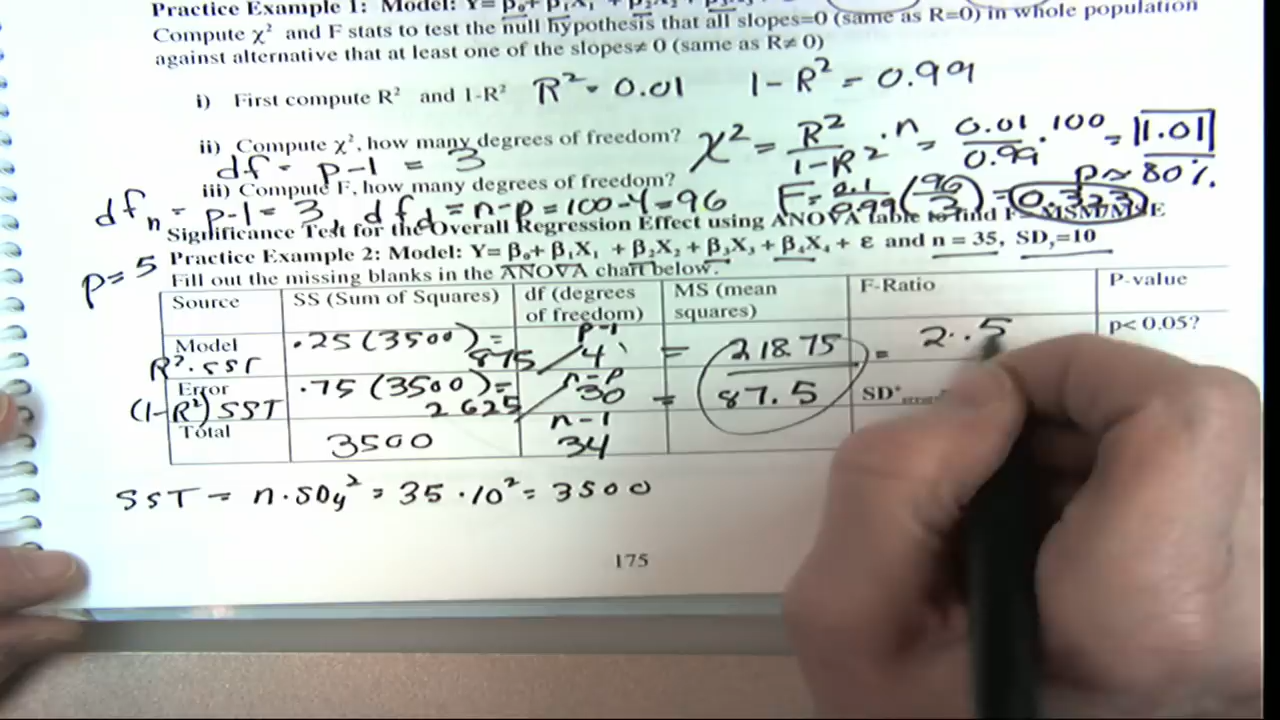 Practice Example 1: Model: Y= β₀+ β₁X₁ + β₂X₂ +
Compute χ² and F stats to test the null hypothesis that all slopes=0 (same as R=0) in whole population
against alternative that at least one of the slopes≠ 0 (same as R≠ 0)
i) First compute R² and 1-R² R² = 0.01 1-R² = 0.99
ii) Compute χ², how many degrees of freedom? χ² = R²/1-R² · n = 0.01/0.99 · 100 = 1.01
df = p-1 = 3 p ≈ 80%
iii) Compute F, how many degrees of freedom? F = 0.1/0.99 (96/3) = 0.323
dfn = p-1 = 3, dfd = n-p = 100-4 = 96
Significance Test for the Overall Regression Effect using ANOVA table to find F= MSM/MSE
p=5 Practice Example 2: Model: Y= β₀+ β₁X₁ + β₂X₂ + β₃X₃ + β₄X₄ + ε and n = 35, SDᵧ=10
Fill out the missing blanks in the ANOVA chart below.
Source SS (Sum of Squares) df (degrees of freedom) MS (mean squares) F-Ratio P-value
Model .25(3500) = 875 p-1 4 = 218.75 = 2.5 p< 0.05?
R²·SST
Error .75(3500) = 2625 n-p 30 = 87.5 SD
(1-R²)SST
Total 3500 n-1 34
SST = n·SDy² = 35·10² = 3500
175